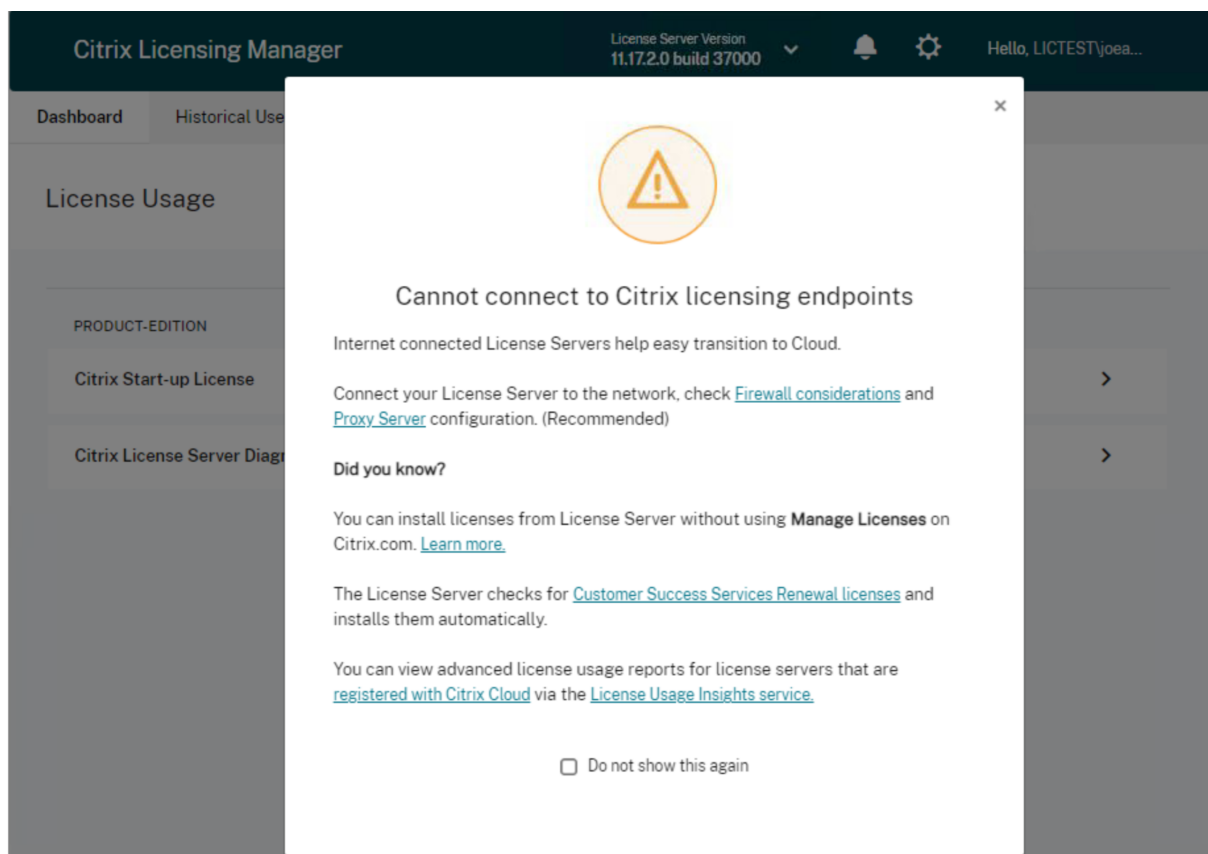 Citrix Licensing Manager
License Server Version
11.17.2.0 build 37000
Hello, LICTEST\joea...
Dashboard
Historical Use
License Usage
×
Cannot connect to Citrix licensing endpoints
Internet connected License Servers help easy transition to Cloud.
Connect your License Server to the network, check Firewall considerations and
Proxy Server configuration. (Recommended)
Did you know?
You can install licenses from License Server without using Manage Licenses on
Citrix.com. Learn more.
The License Server checks for Customer Success Services Renewal licenses and
installs them automatically.
You can view advanced license usage reports for license servers that are
registered with Citrix Cloud via the License Usage Insights service.
Do not show this again
PRODUCT-EDITION
Citrix Start-up License
Citrix License Server Diagn